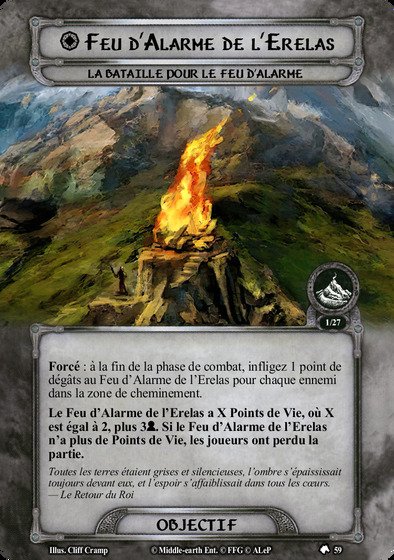 FEU D'ALARME DE L'ERELAS
LA BATAILLE POUR LE FEU D'ALARME
1/27
Forcé : à la fin de la phase de combat, infligez 1 point de
dégâts au Feu d'Alarme de l'Erelas pour chaque ennemi
dans la zone de cheminement.
Le Feu d'Alarme de l'Erelas a X Points de Vie, où X
est égal à 2, plus 3. Si le Feu d'Alarme de l'Erelas
n'a plus de Points de Vie, les joueurs ont perdu la
partie.
Toutes les terres étaient grises et silencieuses, l'ombre s'épaississait
toujours devant eux, et l'espoir s'affaiblissait dans tous les cœurs.
— Le Retour du Roi
OBJECTIF
Illus. Cliff Cramp © Middle-earth Ent. © FFG © ALeP 59